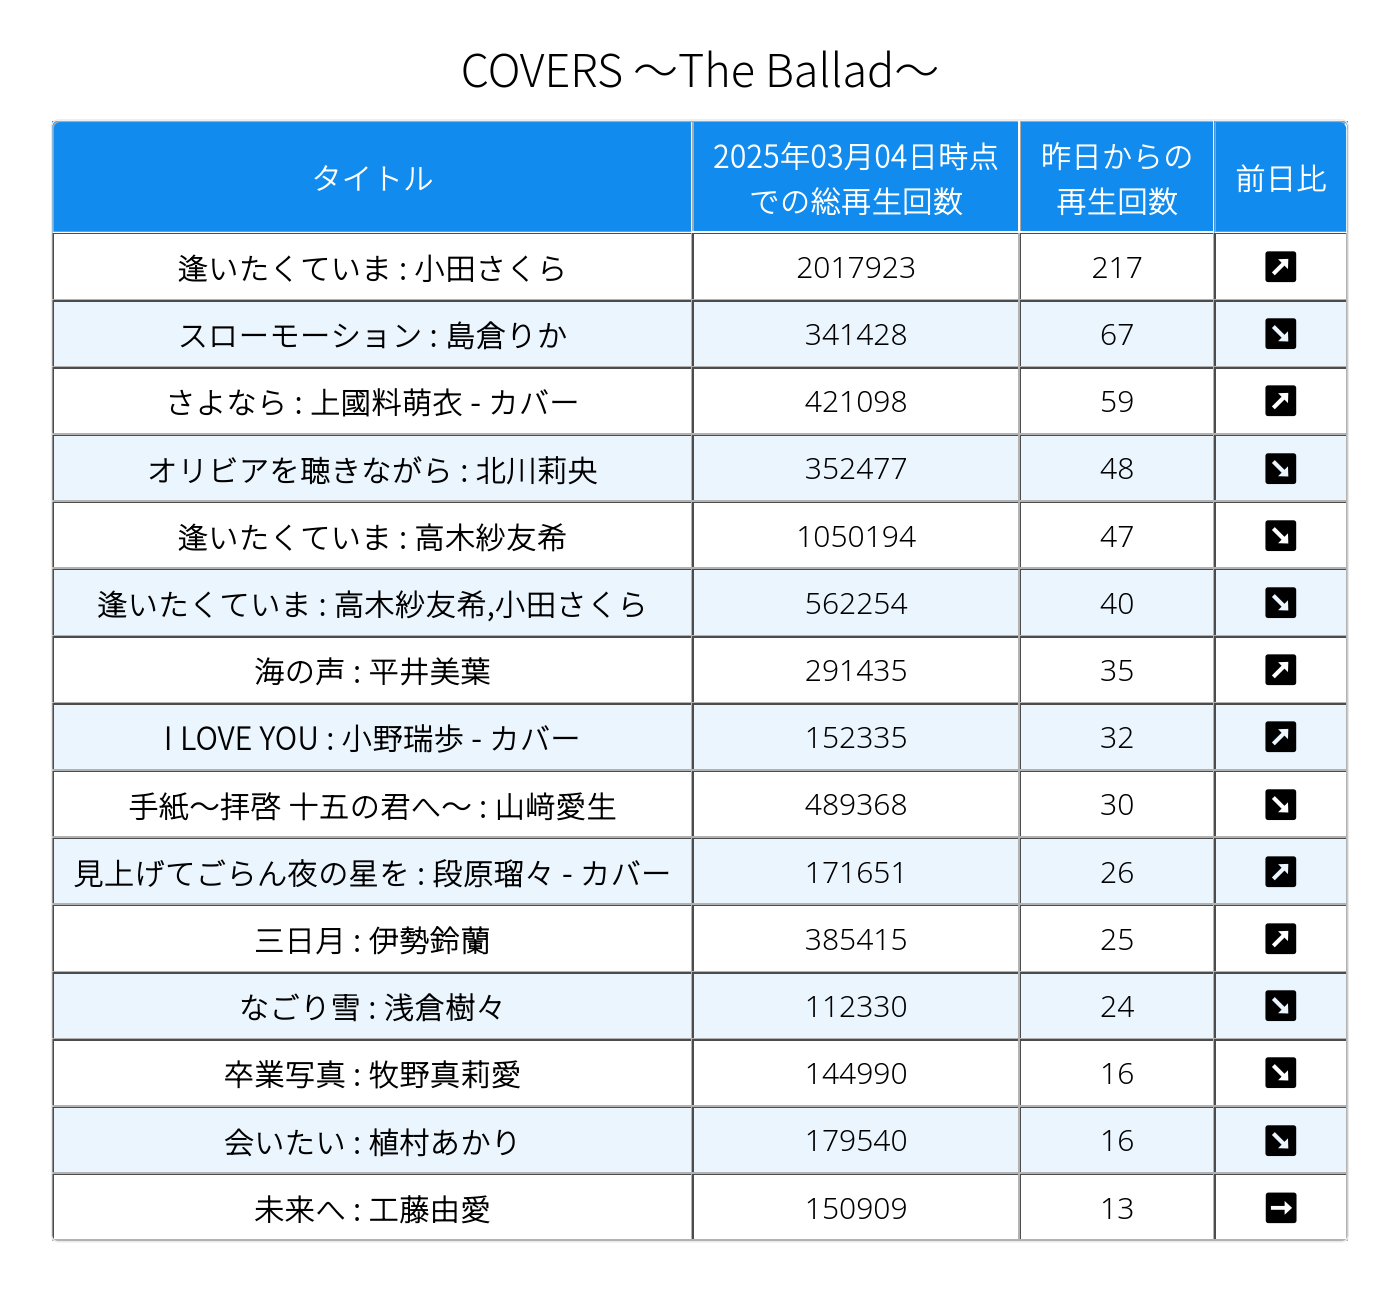 COVERS ～The Ballad～
タイトル 2025年03月04日時点での総再生回数 昨日からの再生回数 前日比
逢いたくていま : 小田さくら 2017923 217 ↗
スローモーション : 島倉りか 341428 67 ↘
さよなら : 上國料萌衣 - カバー 421098 59 ↗
オリビアを聴きながら : 北川莉央 352477 48 ↘
逢いたくていま : 高木紗友希 1050194 47 ↘
逢いたくていま : 高木紗友希,小田さくら 562254 40 ↘
海の声 : 平井美葉 291435 35 ↗
I LOVE YOU : 小野瑞歩 - カバー 152335 32 ↗
手紙～拝啓 十五の君へ～ : 山﨑愛生 489368 30 ↘
見上げてごらん夜の星を : 段原瑠々 - カバー 171651 26 ↗
三日月 : 伊勢鈴蘭 385415 25 ↗
なごり雪 : 浅倉樹々 112330 24 ↘
卒業写真 : 牧野真莉愛 144990 16 ↘
会いたい : 植村あかり 179540 16 ↘
未来へ : 工藤由愛 150909 13 →